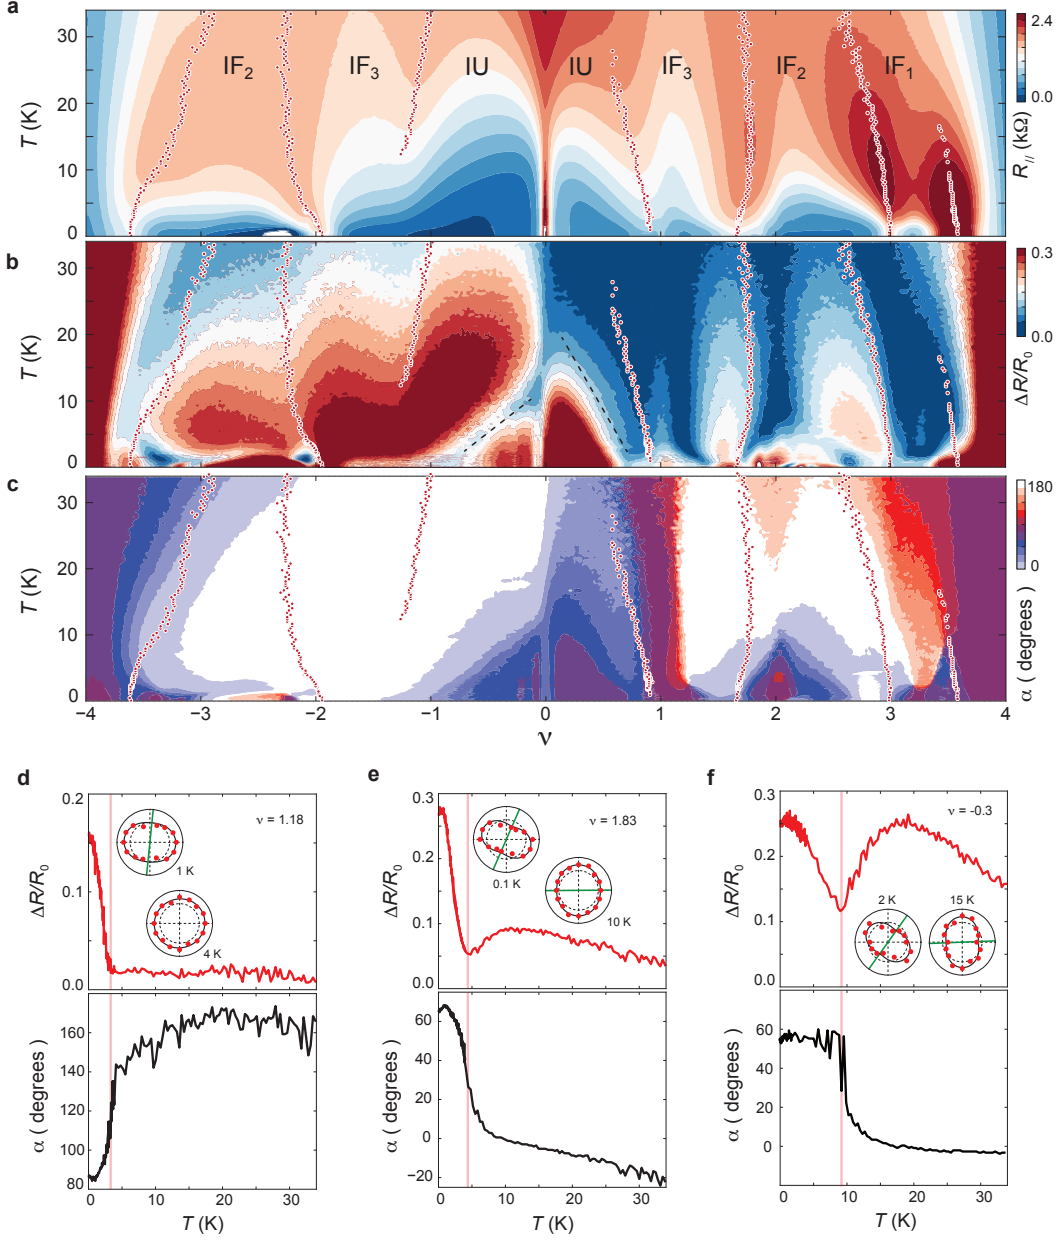 a
30
20
10
0
T (K)
IF2
IF3
IU
IU
IF3
IF2
IF1
2.4
0.0
R// (kΩ)
b
30
20
10
0
T (K)
0.3
0.0
ΔR/R0
c
30
20
10
0
T (K)
180
0
α ( degrees )
−4
−3
−2
−1
0
1
2
3
4
ν
d
0.2
0.1
0.0
ΔR/R0
ν = 1.18
1 K
4 K
160
140
120
100
80
α ( degrees )
0
10
20
30
T (K)
e
0.3
0.2
0.1
0.0
ΔR/R0
ν = 1.83
0.1 K
10 K
60
40
20
0
−20
α ( degrees )
0
10
20
30
T (K)
f
0.3
0.2
0.1
0.0
ΔR/R0
ν = -0.3
2 K
15 K
60
40
20
0
α ( degrees )
0
10
20
30
T (K)